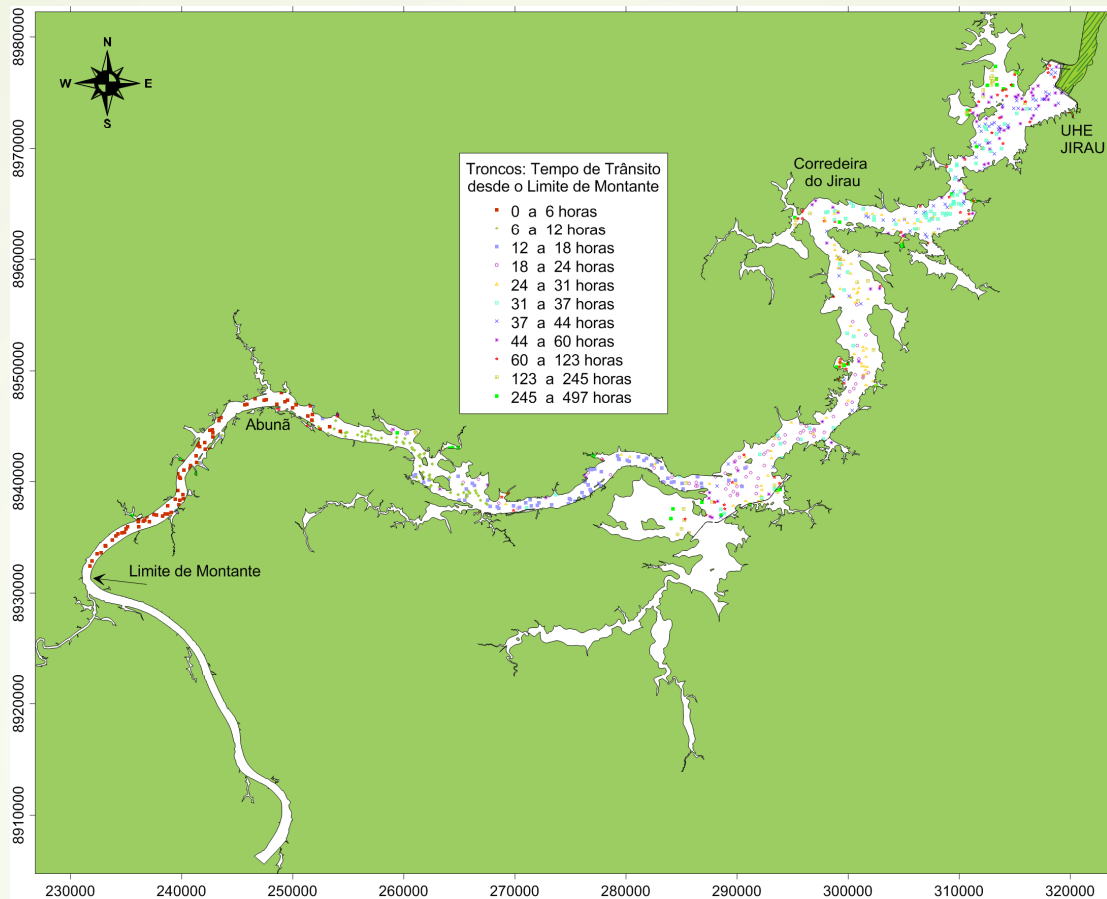 8980000
8970000
8960000
8950000
8940000
8930000
8920000
8910000
N
W E
S
UHE
JIRAU
Corredeira
do Jirau
Troncos: Tempo de Trânsito
desde o Limite de Montante
0 a 6 horas
6 a 12 horas
12 a 18 horas
18 a 24 horas
24 a 31 horas
31 a 37 horas
37 a 44 horas
44 a 60 horas
60 a 123 horas
123 a 245 horas
245 a 497 horas
Abunã
Limite de Montante
230000 240000 250000 260000 270000 280000 290000 300000 310000 320000